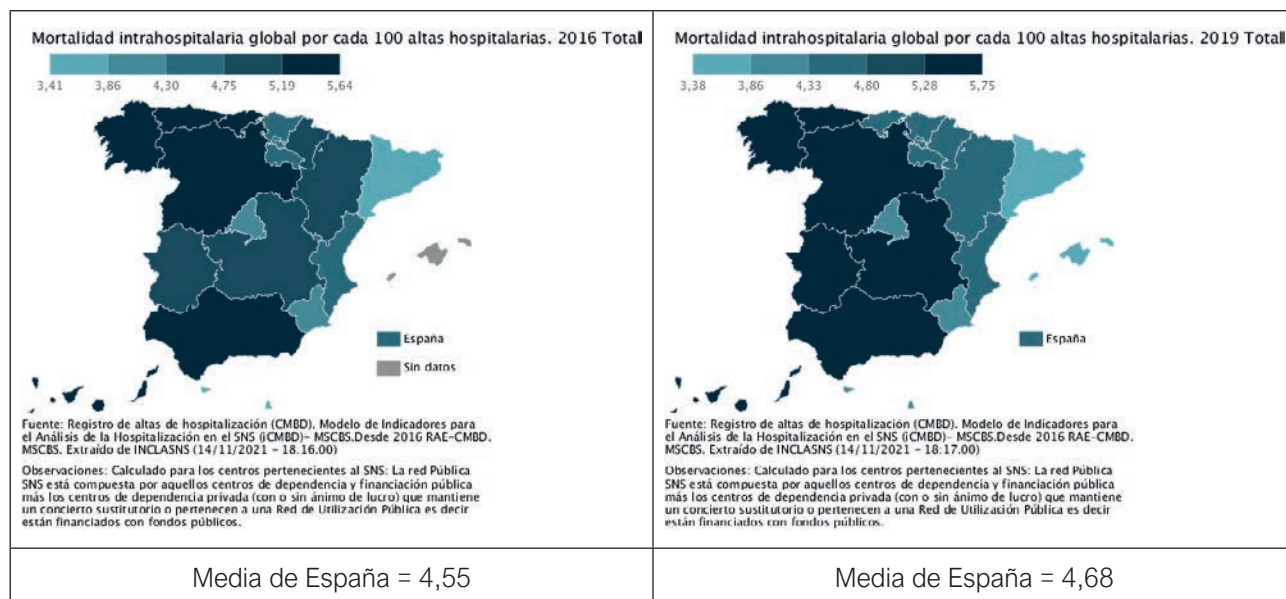 Mortalidad intrahospitalaria global por cada 100 altas hospitalarias. 2016 Total
3,41 3,86 4,30 4,75 5,19 5,64
España
Sin datos
Fuente: Registro de altas de hospitalización (CMBD). Modelo de Indicadores para
el Análisis de la Hospitalización en el SNS (iCMBD)– MSCBS.Desde 2016 RAE-CMBD.
MSCBS. Extraído de INCLASNS (14/11/2021 – 18.16.00)
Observaciones: Calculado para los centros pertenecientes al SNS: La red Pública
SNS está compuesta por aquellos centros de dependencia y financiación pública
más los centros de dependencia privada (con o sin ánimo de lucro) que mantiene
un concierto sustitutorio o pertenecen a una Red de Utilización Pública es decir
están financiados con fondos públicos.
Media de España = 4,55
Mortalidad intrahospitalaria global por cada 100 altas hospitalarias. 2019 Total
3,38 3,86 4,33 4,80 5,28 5,75
España
Fuente: Registro de altas de hospitalización (CMBD). Modelo de Indicadores para
el Análisis de la Hospitalización en el SNS (iCMBD)– MSCBS.Desde 2016 RAE-CMBD.
MSCBS. Extraído de INCLASNS (14/11/2021 – 18:17.00)
Observaciones: Calculado para los centros pertenecientes al SNS: La red Pública
SNS está compuesta por aquellos centros de dependencia y financiación pública
más los centros de dependencia privada (con o sin ánimo de lucro) que mantiene
un concierto sustitutorio o pertenecen a una Red de Utilización Pública es decir
están financiados con fondos públicos.
Media de España = 4,68